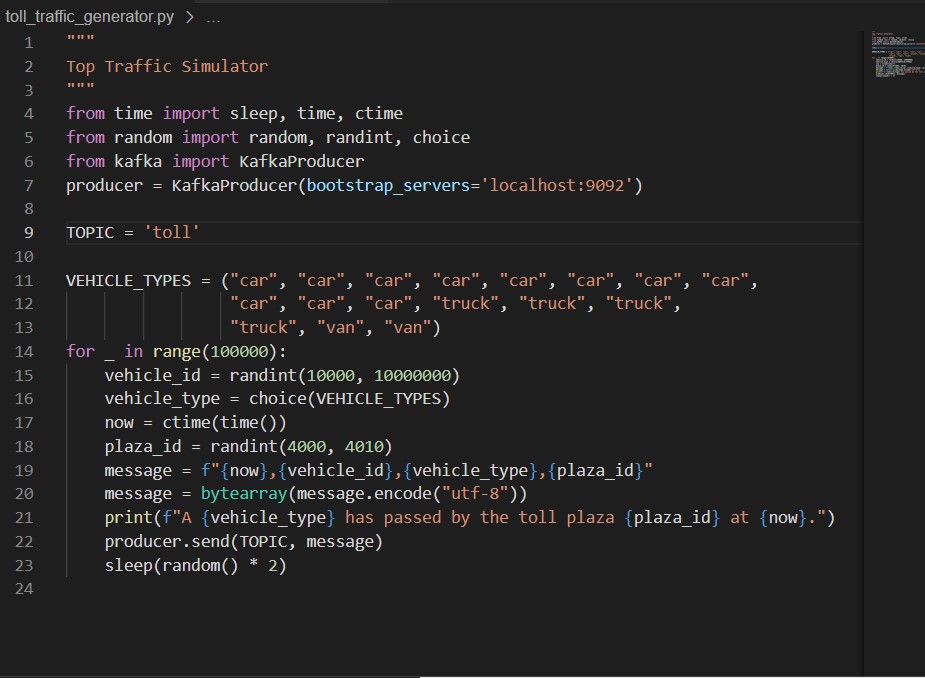 toll_traffic_generator.py > ...
1 """
2 Top Traffic Simulator
3 """
4 from time import sleep, time, ctime
5 from random import random, randint, choice
6 from kafka import KafkaProducer
7 producer = KafkaProducer(bootstrap_servers='localhost:9092')
8
9 TOPIC = 'toll'
10
11 VEHICLE_TYPES = ("car", "car", "car", "car", "car", "car", "car", "car",
12                  "car", "car", "car", "truck", "truck", "truck",
13                  "truck", "van", "van")
14 for _ in range(100000):
15     vehicle_id = randint(10000, 10000000)
16     vehicle_type = choice(VEHICLE_TYPES)
17     now = ctime(time())
18     plaza_id = randint(4000, 4010)
19     message = f"{now},{vehicle_id},{vehicle_type},{plaza_id}"
20     message = bytearray(message.encode("utf-8"))
21     print(f"A {vehicle_type} has passed by the toll plaza {plaza_id} at {now}.")
22     producer.send(TOPIC, message)
23     sleep(random() * 2)
24